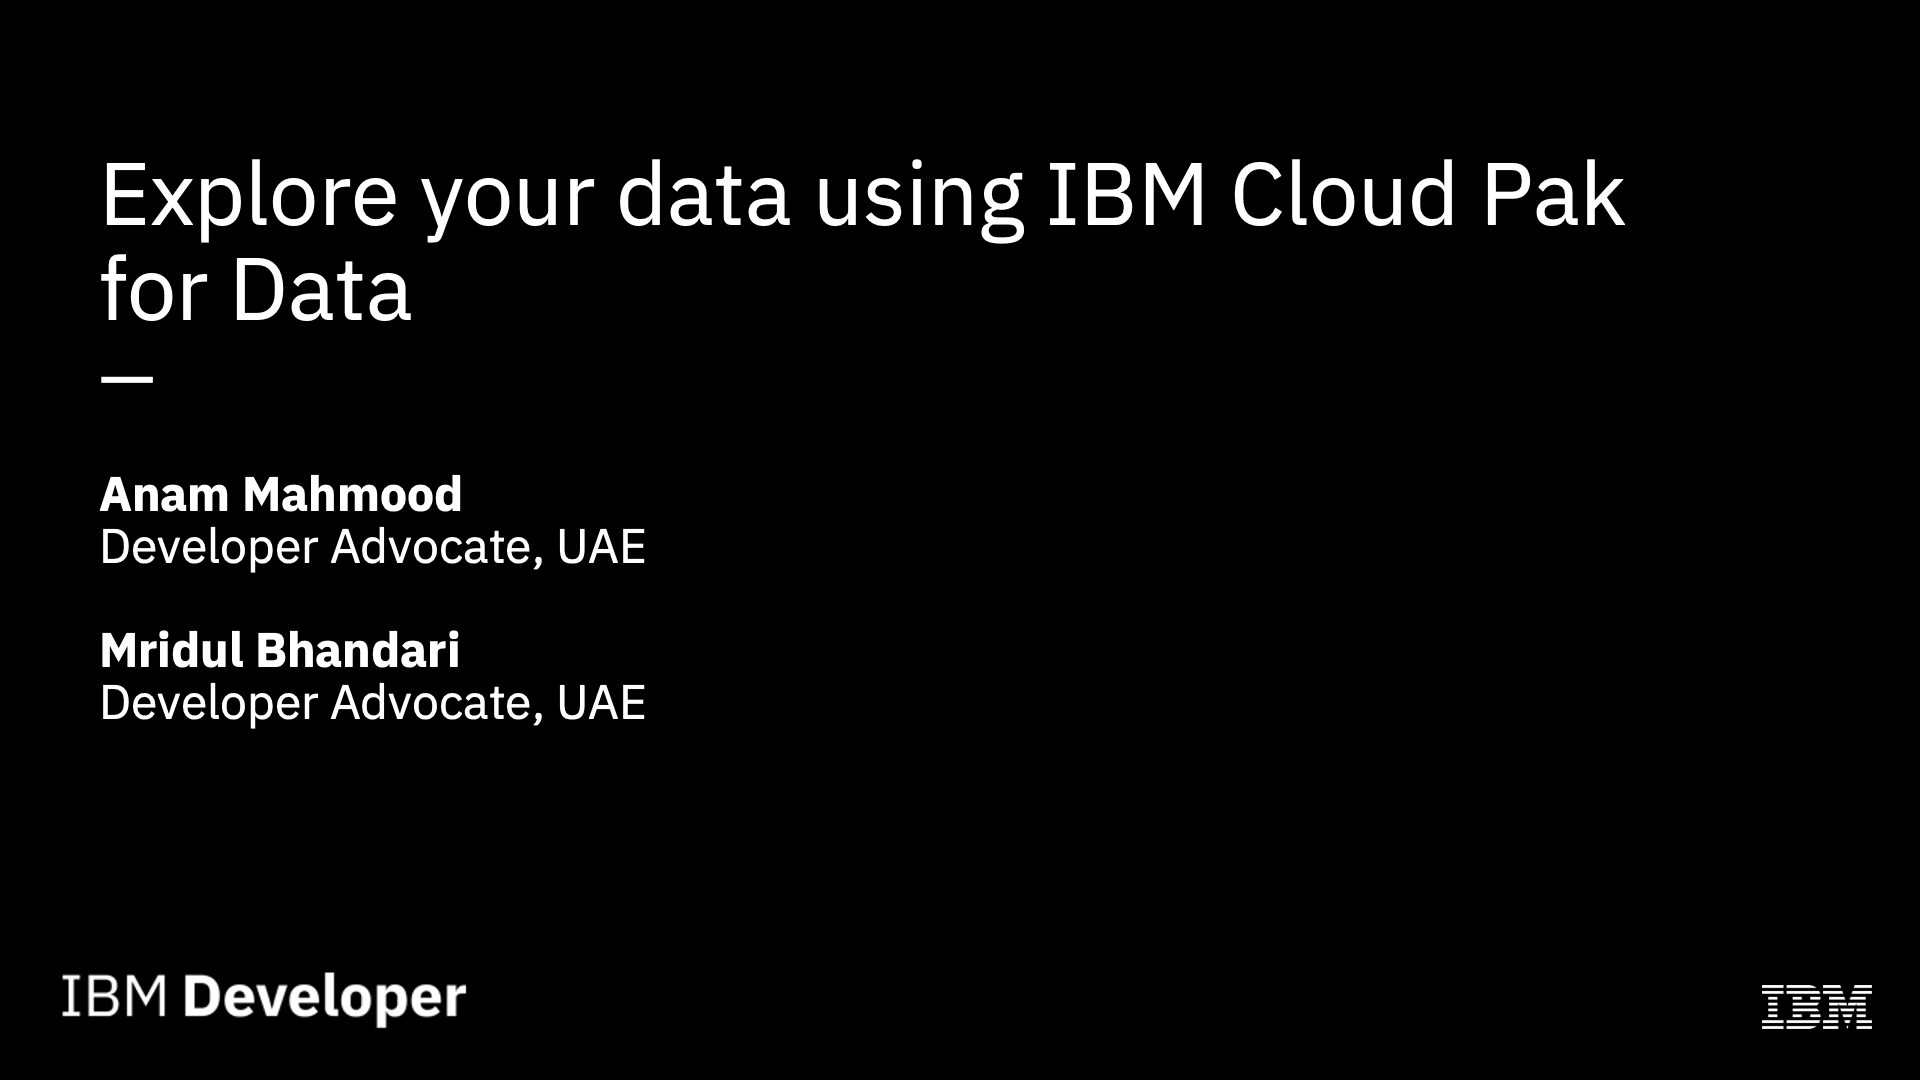 Explore your data using IBM Cloud Pak
for Data
—
Anam Mahmood
Developer Advocate, UAE
Mridul Bhandari
Developer Advocate, UAE
IBM Developer
IBM